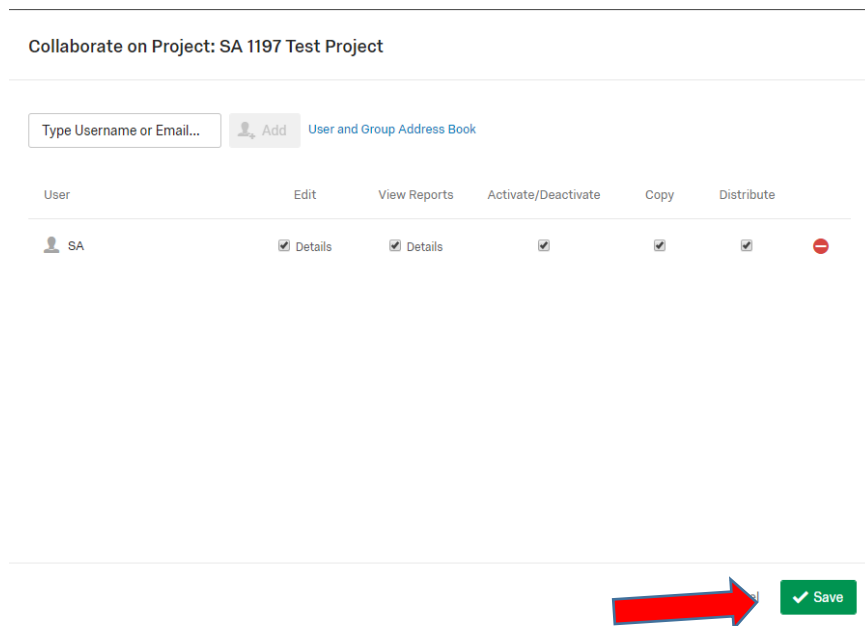 Collaborate on Project: SA 1197 Test Project
Type Username or Email... Add User and Group Address Book
User Edit View Reports Activate/Deactivate Copy Distribute
SA Details Details
Save